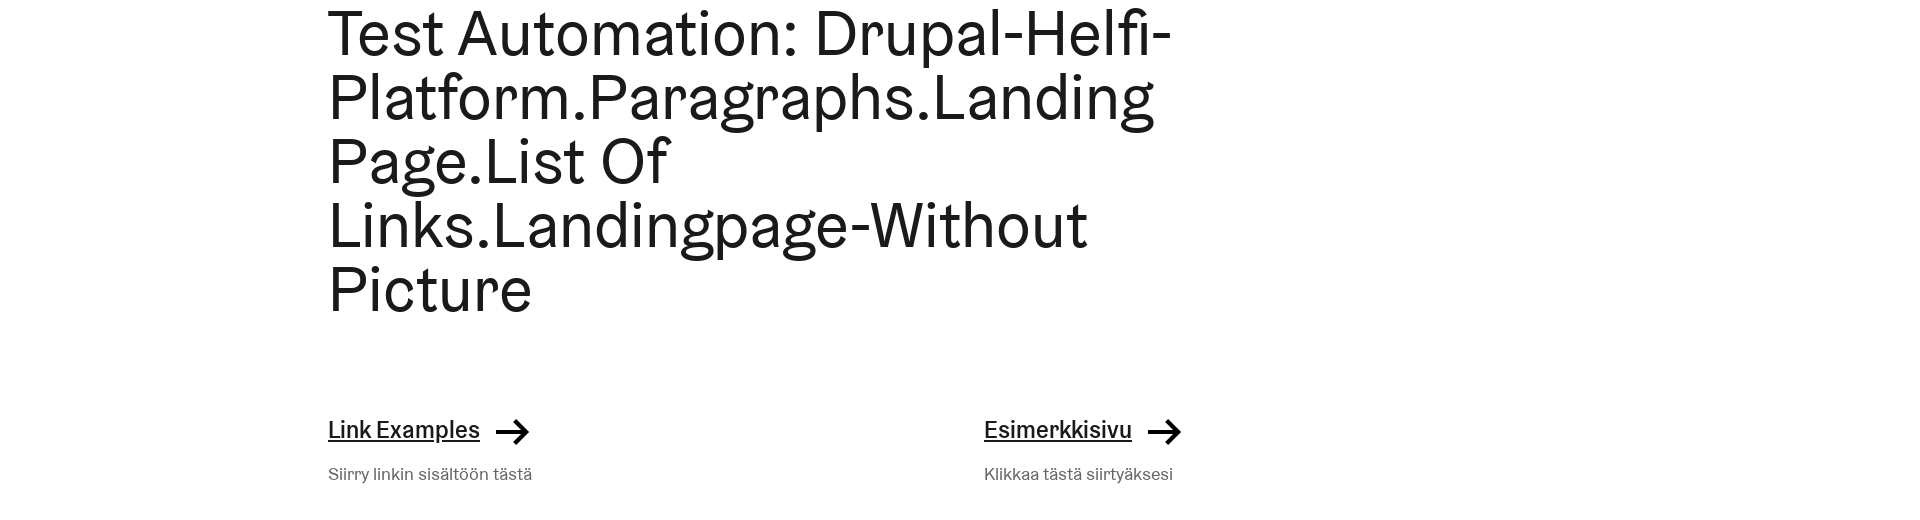 Test Automation: Drupal-Helfi-
Platform.Paragraphs.Landing
Page.List Of
Links.Landingpage-Without
Picture
Link Examples
Esimerkkisivu
Siirry linkin sisältöön tästä
Klikkaa tästä siirtyäksesi